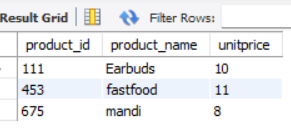 Result Grid Filter Rows:
product_id product_name unitprice
111 Earbuds 10
453 fastfood 11
675 mandi 8